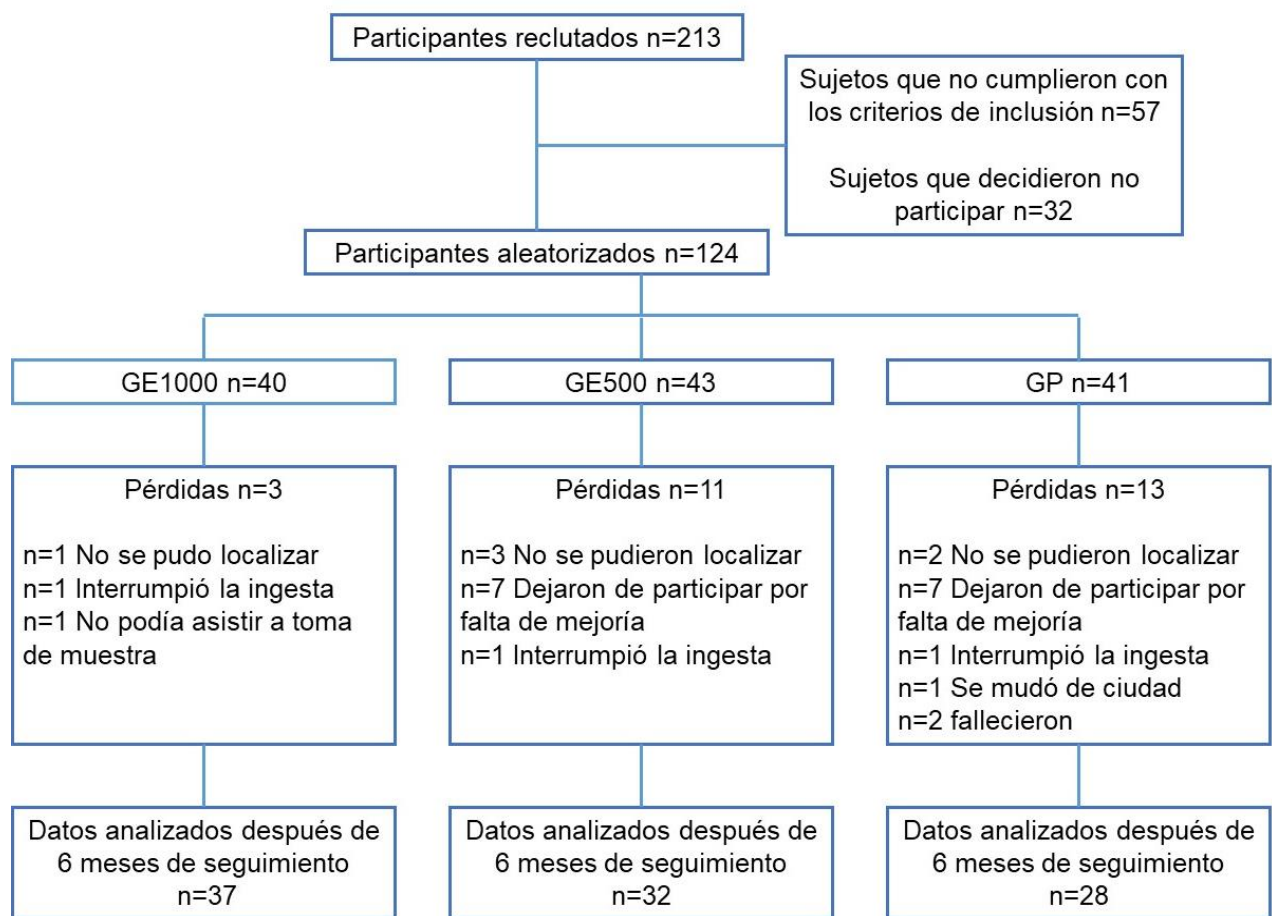 Participantes reclutados n=213
Sujetos que no cumplieron con
los criterios de inclusión n=57
Sujetos que decidieron no
participar n=32
Participantes aleatorizados n=124
GE1000 n=40
GE500 n=43
GP n=41
Pérdidas n=3
n=1 No se pudo localizar
n=1 Interrumpió la ingesta
n=1 No podía asistir a toma
de muestra
Pérdidas n=11
n=3 No se pudieron localizar
n=7 Dejaron de participar por
falta de mejoría
n=1 Interrumpió la ingesta
Pérdidas n=13
n=2 No se pudieron localizar
n=7 Dejaron de participar por
falta de mejoría
n=1 Interrumpió la ingesta
n=1 Se mudó de ciudad
n=2 fallecieron
Datos analizados después de
6 meses de seguimiento
n=37
Datos analizados después de
6 meses de seguimiento
n=32
Datos analizados después de
6 meses de seguimiento
n=28